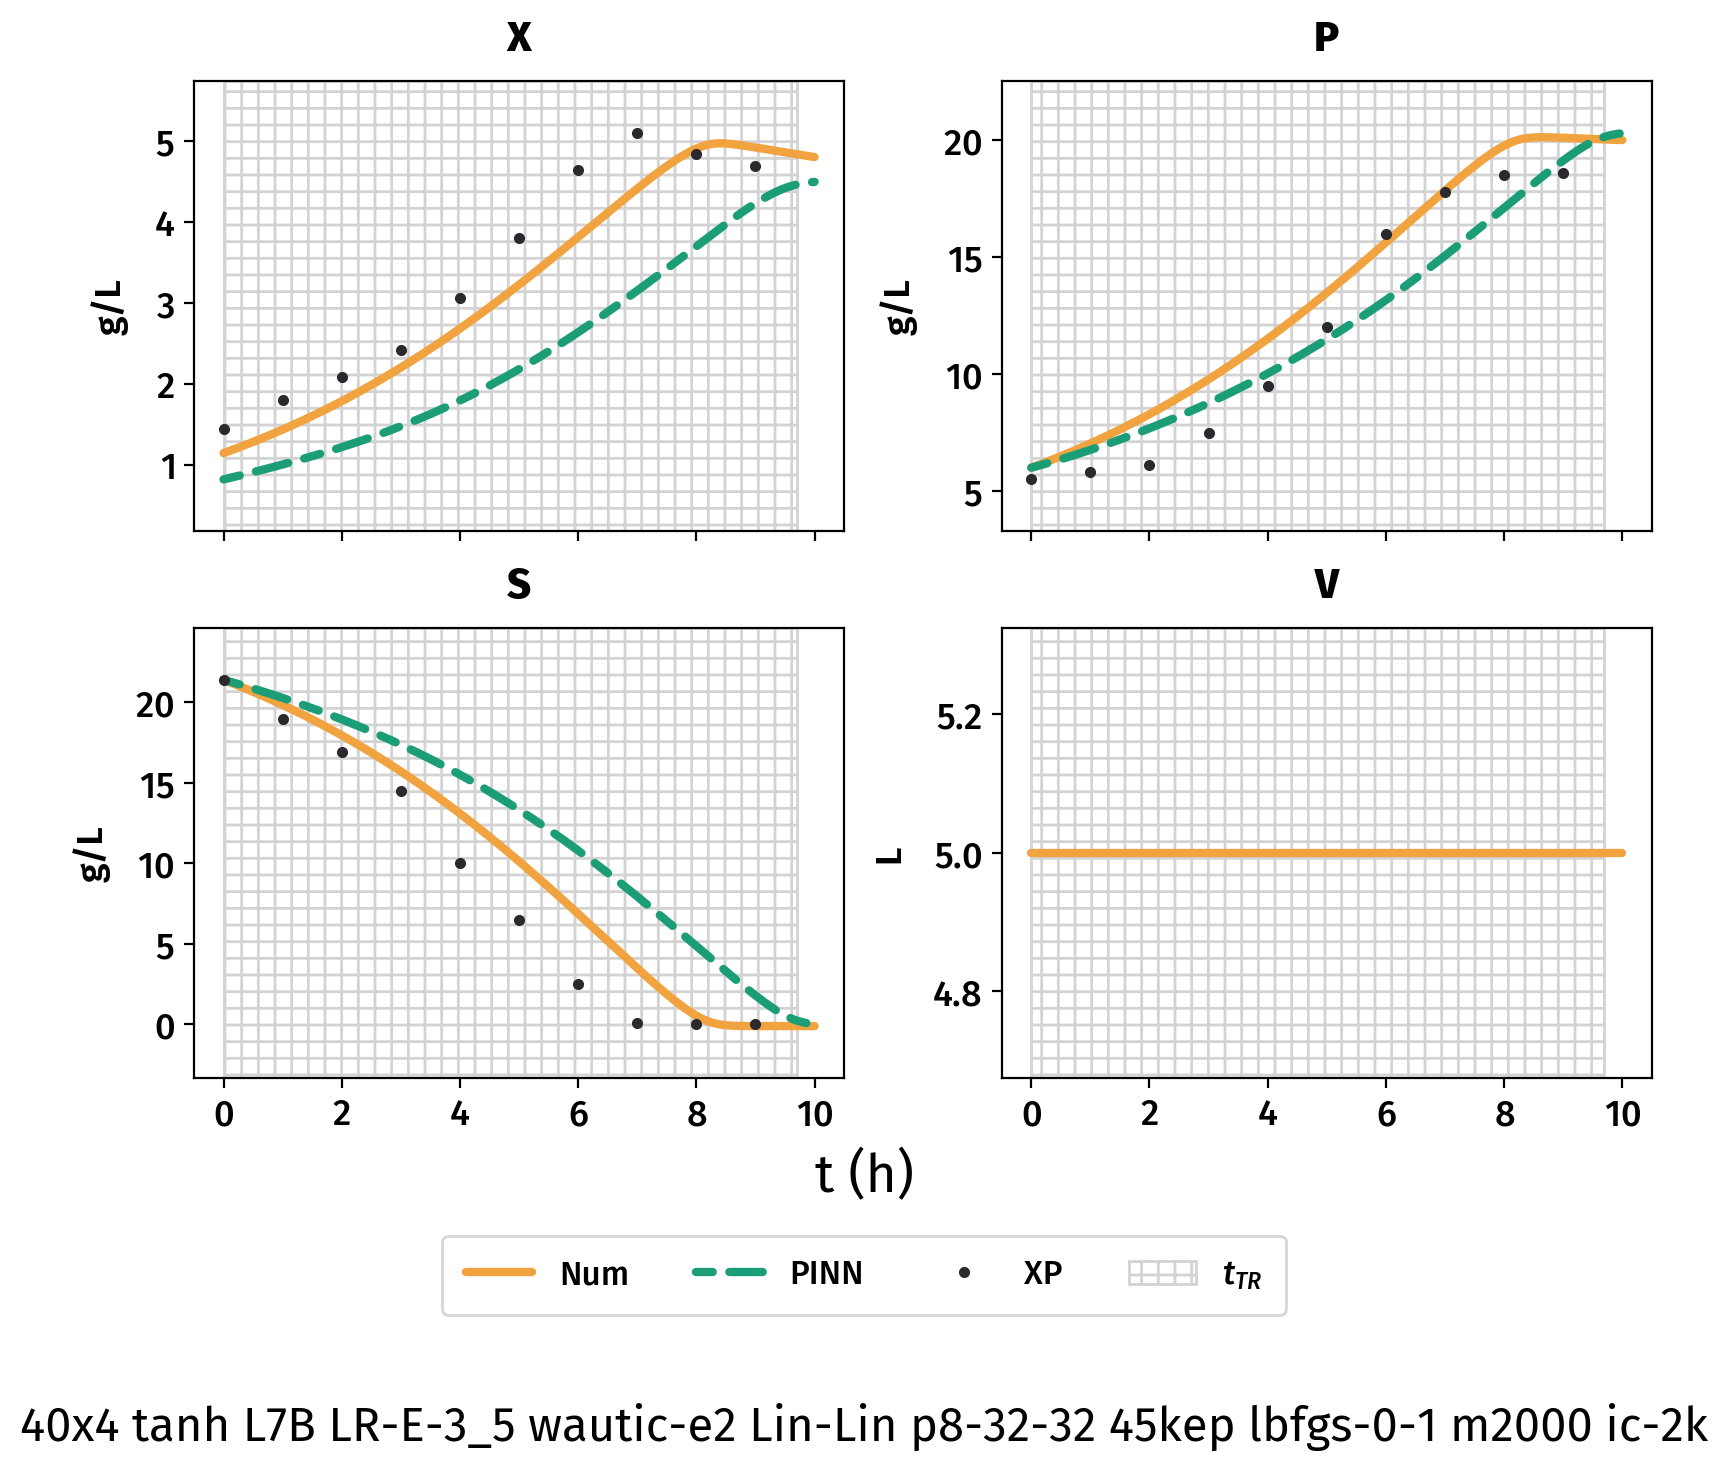 X
P
5
4
3
2
1
g/L
20
15
10
5
g/L
S
V
20
15
10
5
0
g/L
5.2
5.0
4.8
L
0 2 4 6 8 10
0 2 4 6 8 10
t (h)
Num PINN XP tTR
40x4 tanh L7B LR-E-3_5 wautic-e2 Lin-Lin p8-32-32 45kep lbfgs-0-1 m2000 ic-2k